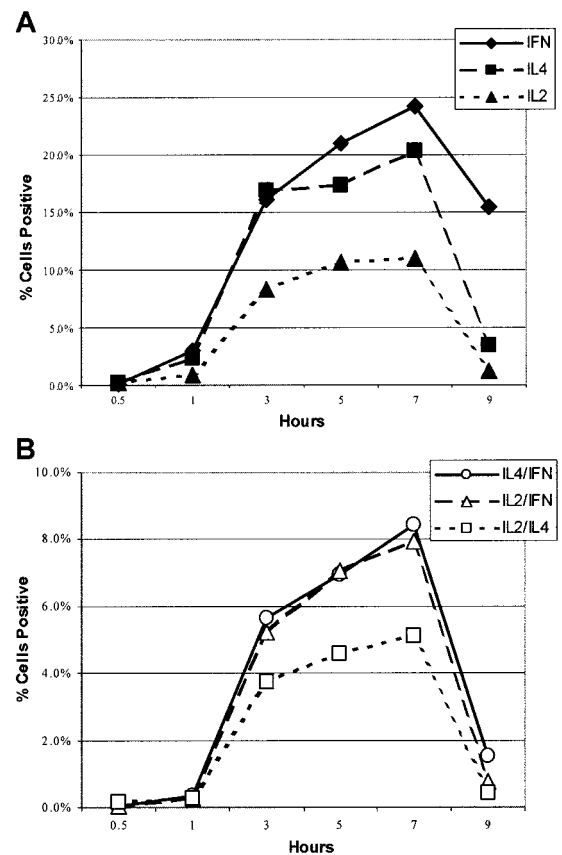 A
30.0%
25.0%
20.0%
15.0%
10.0%
5.0%
0.0%
% Cells Positive
0.5 1 3 5 7 9
Hours
IFN
IL4
IL2
B
10.0%
8.0%
6.0%
4.0%
2.0%
0.0%
% Cells Positive
0.5 1 3 5 7 9
Hours
IL4/IFN
IL2/IFN
IL2/IL4